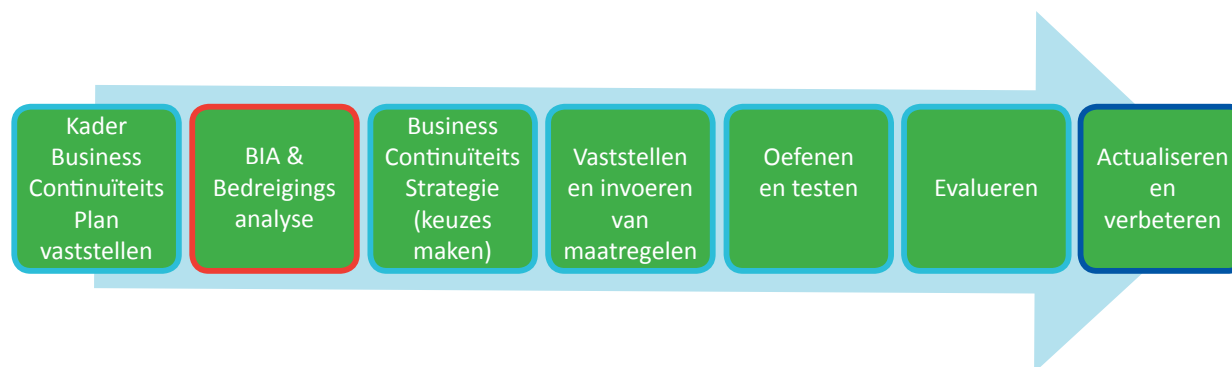 Kader
Business
Continuïteits
Plan
vaststellen
BIA &
Bedreigings
analyse
Business
Continuïteits
Strategie
(keuzes
maken)
Vaststellen
en invoeren
van
maatregelen
Oefenen
en testen
Evalueren
Actualiseren
en
verbeteren